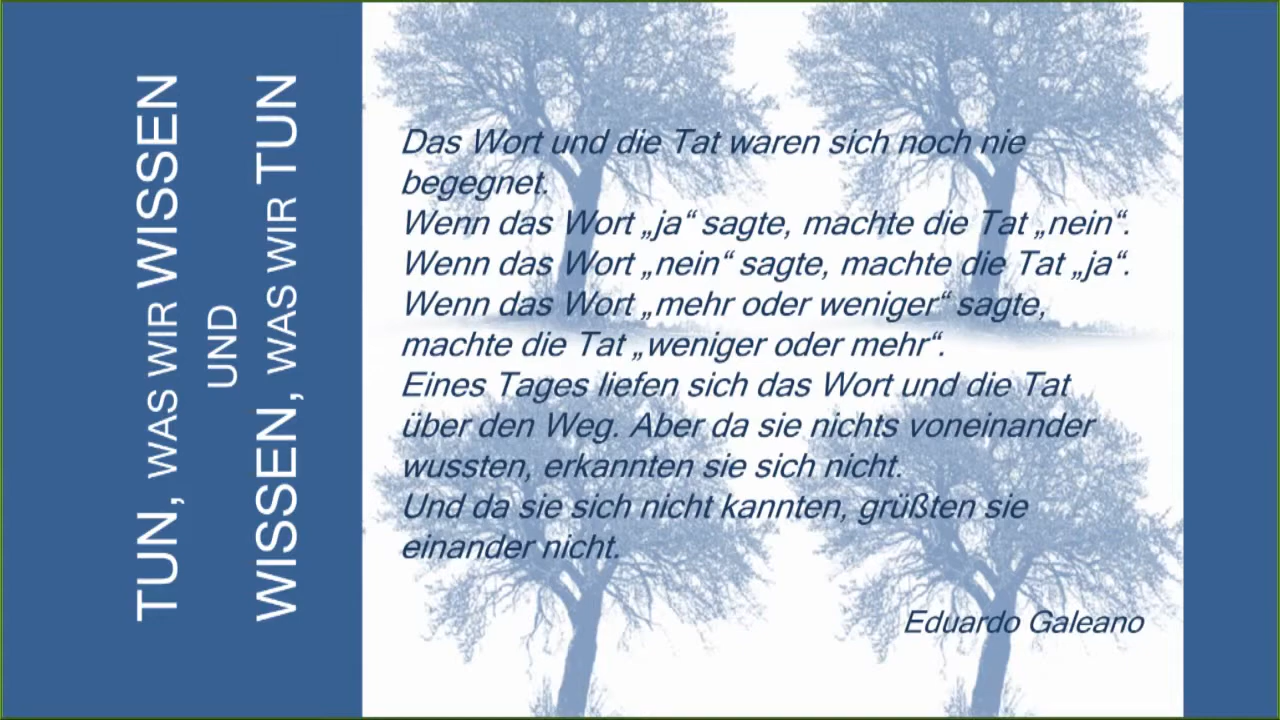 TUN, WAS WIR WISSEN
UND
WISSEN, WAS WIR TUN
Das Wort und die Tat waren sich noch nie
begegnet.
Wenn das Wort „ja“ sagte, machte die Tat „nein“.
Wenn das Wort „nein“ sagte, machte die Tat „ja“.
Wenn das Wort „mehr oder weniger“ sagte,
machte die Tat „weniger oder mehr“.
Eines Tages liefen sich das Wort und die Tat
über den Weg. Aber da sie nichts voneinander
wussten, erkannten sie sich nicht.
Und da sie sich nicht kannten, grüßten sie
einander nicht.
Eduardo Galeano